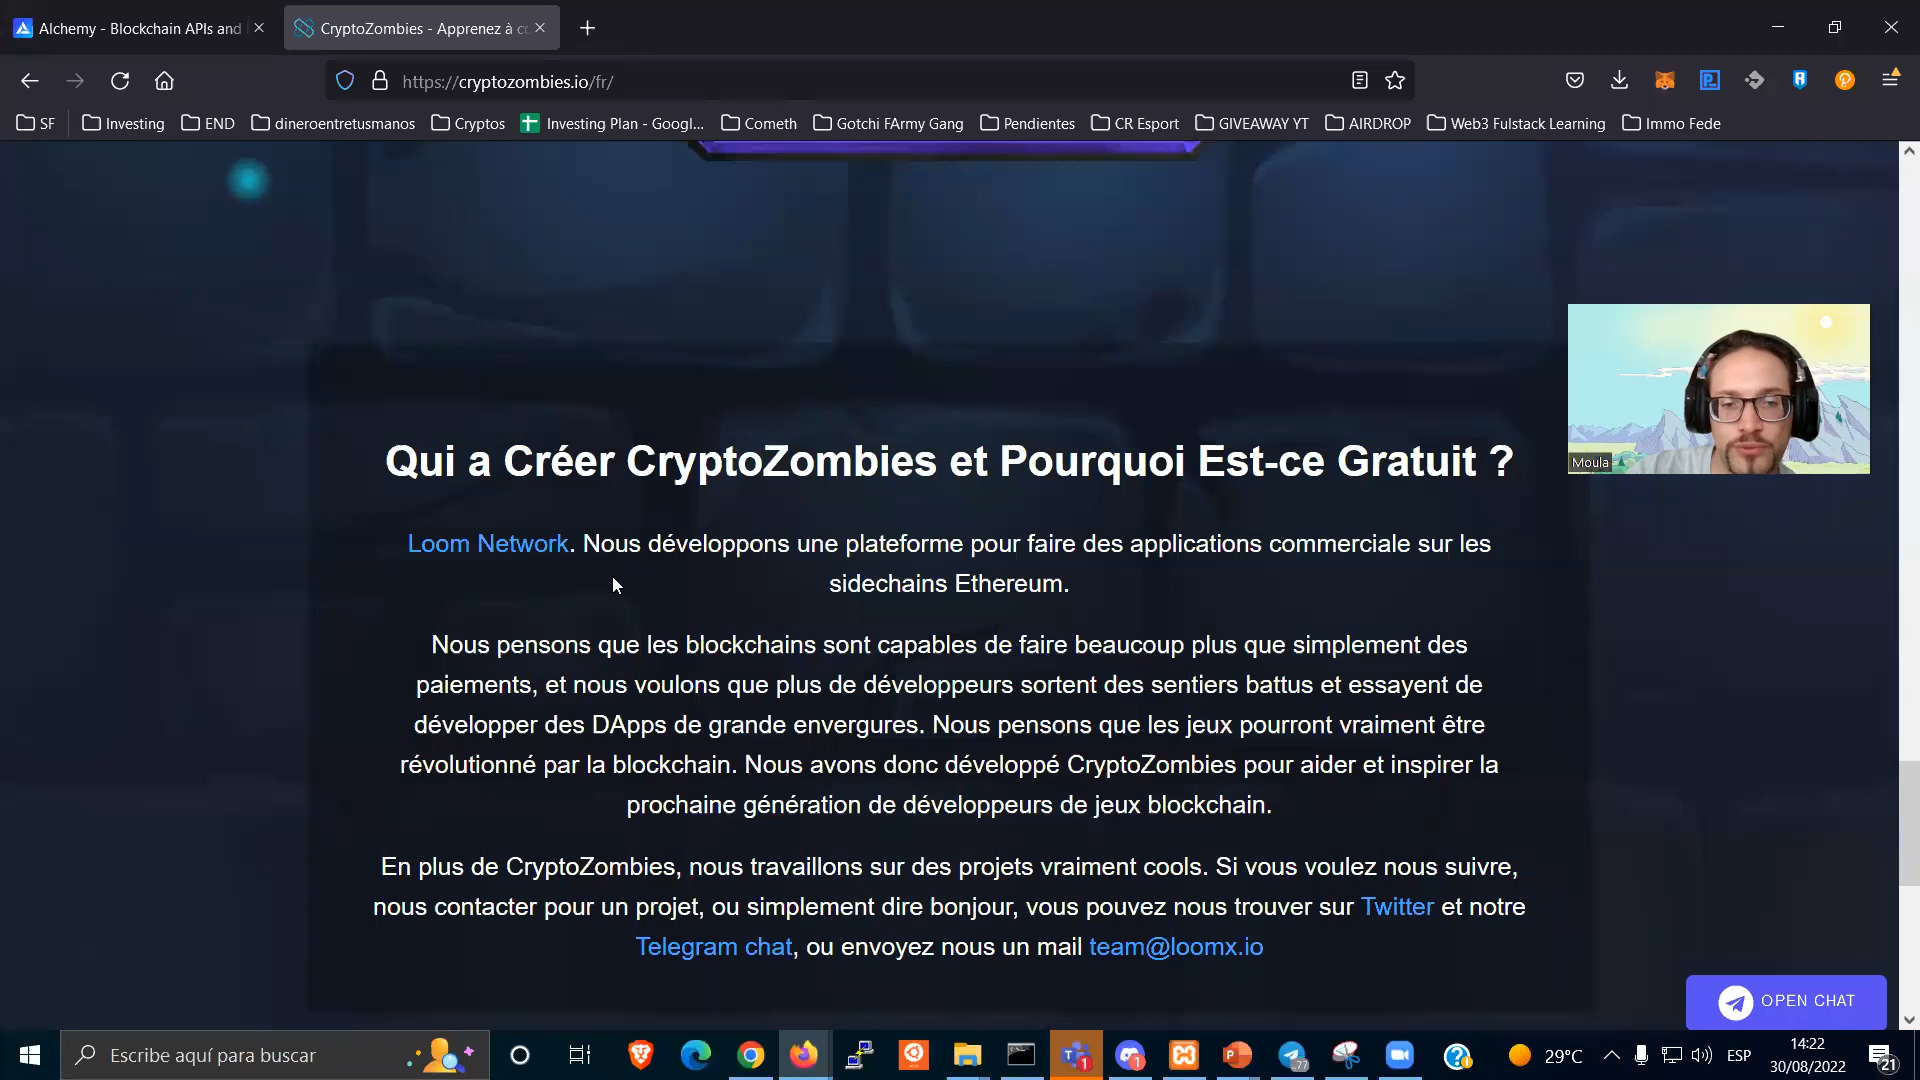 Alchemy - Blockchain APIs and
CryptoZombies - Apprenez à co
https://cryptozombies.io/fr/
SF
Investing
END
dineroentretusmanos
Cryptos
Investing Plan - Googl...
Cometh
Gotchi FArmy Gang
Pendientes
CR Esport
GIVEAWAY YT
AIRDROP
Web3 Fulstack Learning
Immo Fede
Moula
Qui a Créer CryptoZombies et Pourquoi Est-ce Gratuit ?
Loom Network. Nous développons une plateforme pour faire des applications commerciale sur les
sidechains Ethereum.
Nous pensons que les blockchains sont capables de faire beaucoup plus que simplement des
paiements, et nous voulons que plus de développeurs sortent des sentiers battus et essayent de
développer des DApps de grande envergures. Nous pensons que les jeux pourront vraiment être
révolutionné par la blockchain. Nous avons donc développé CryptoZombies pour aider et inspirer la
prochaine génération de développeurs de jeux blockchain.
En plus de CryptoZombies, nous travaillons sur des projets vraiment cools. Si vous voulez nous suivre,
nous contacter pour un projet, ou simplement dire bonjour, vous pouvez nous trouver sur Twitter et notre
Telegram chat, ou envoyez nous un mail team@loomx.io
OPEN CHAT
Escribe aquí para buscar
29°C
ESP
14:22
30/08/2022
21